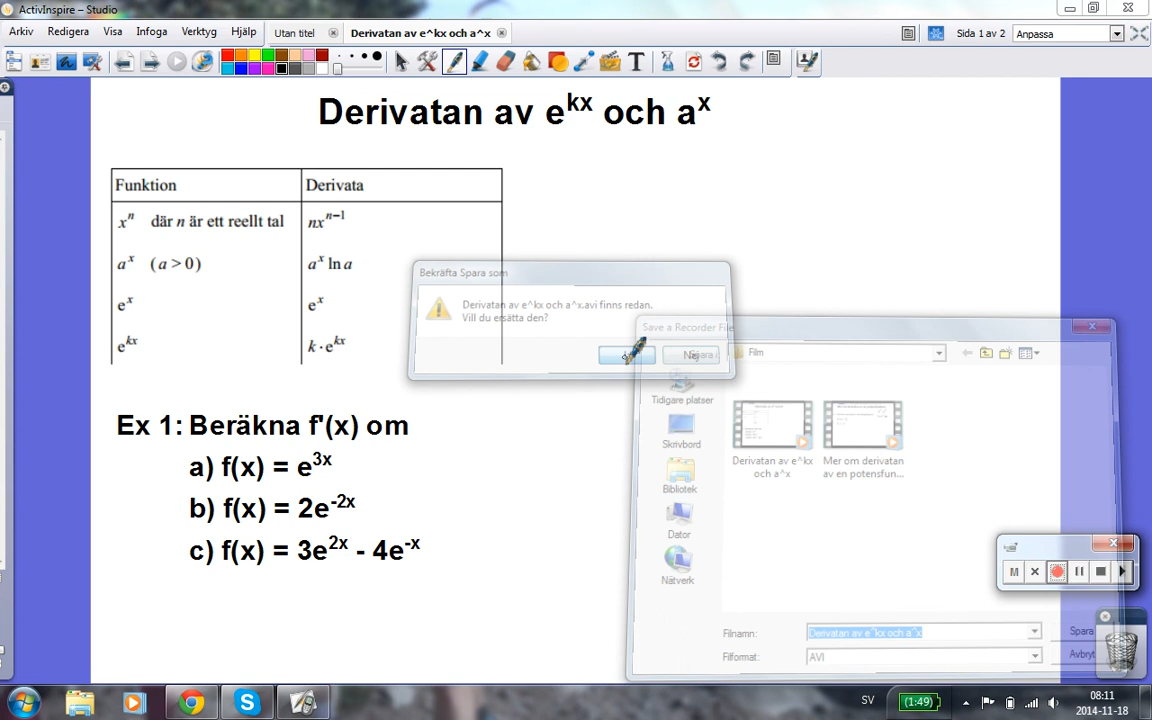 ActivInspire – Studio
Arkiv Redigera Visa Infoga Verktyg Hjälp
Utan titel
Derivatan av e^kx och a^x
Sida 1 av 2
Anpassa
Derivatan av e^kx och a^x
Funktion Derivata
x^n där n är ett reellt tal nx^n−1
a^x (a > 0) a^x ln a
e^x e^x
e^kx k · e^kx
Bekräfta Spara som
Derivatan av e^kx och a^x.avi finns redan.
Vill du ersätta den?
Nej
Save a Recorder File
Spara i
Film
Tidigare platser
Skrivbord
Bibliotek
Dator
Nätverk
Derivatan av e^kx
och a^x
Mer om derivatan
av en potensfun...
Filnamn: Derivatan av e^kx och a^x
Spara
Filformat: AVI
Avbryt
Ex 1: Beräkna f'(x) om
a) f(x) = e^3x
b) f(x) = 2e^-2x
c) f(x) = 3e^2x - 4e^-x
M
SV
(1:49)
08:11
2014-11-18